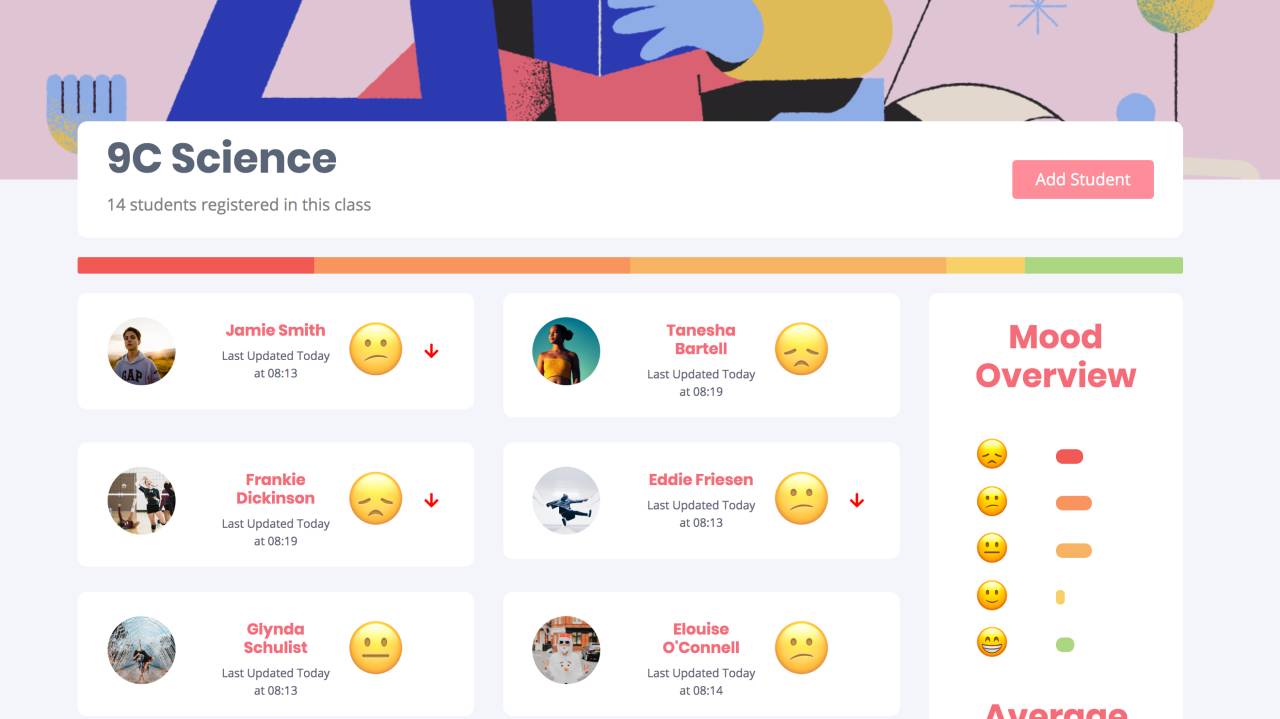 9C Science
14 students registered in this class
Add Student
Jamie Smith
Last Updated Today
at 08:13
GAP
Tanesha
Bartell
Last Updated Today
at 08:19
Mood
Overview
Frankie
Dickinson
Last Updated Today
at 08:19
Eddie Friesen
Last Updated Today
at 08:13
Glynda
Schulist
Last Updated Today
at 08:13
Elouise
O'Connell
Last Updated Today
at 08:14
Average